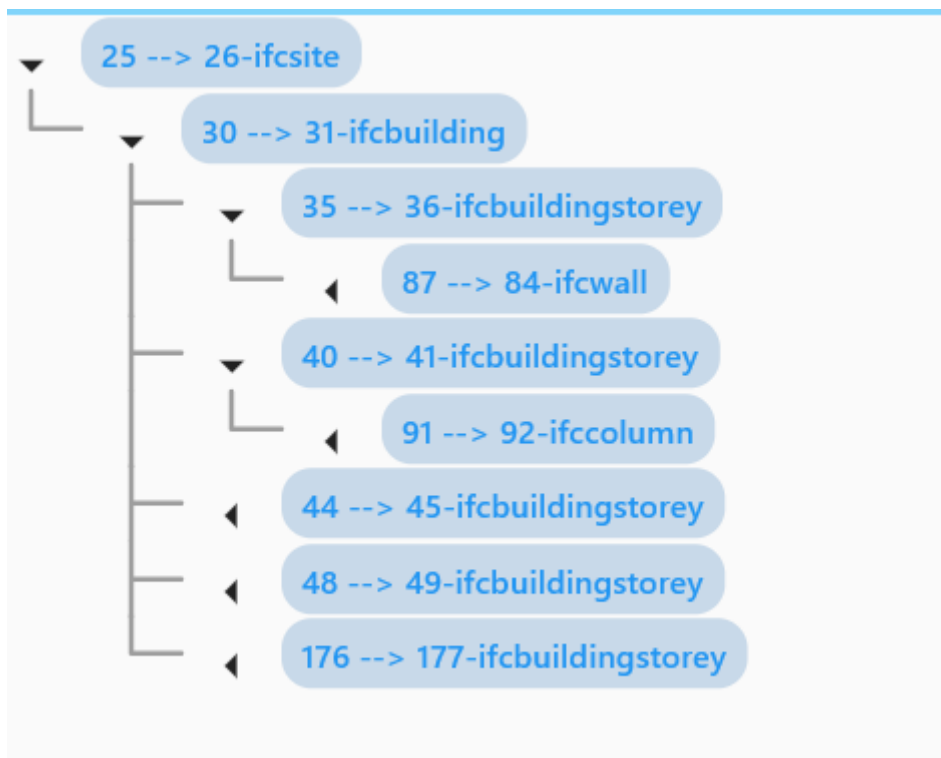 25 --> 26-ifcsite
30 --> 31-ifcbuilding
35 --> 36-ifcbuildingstorey
87 --> 84-ifcwall
40 --> 41-ifcbuildingstorey
91 --> 92-ifccolumn
44 --> 45-ifcbuildingstorey
48 --> 49-ifcbuildingstorey
176 --> 177-ifcbuildingstorey